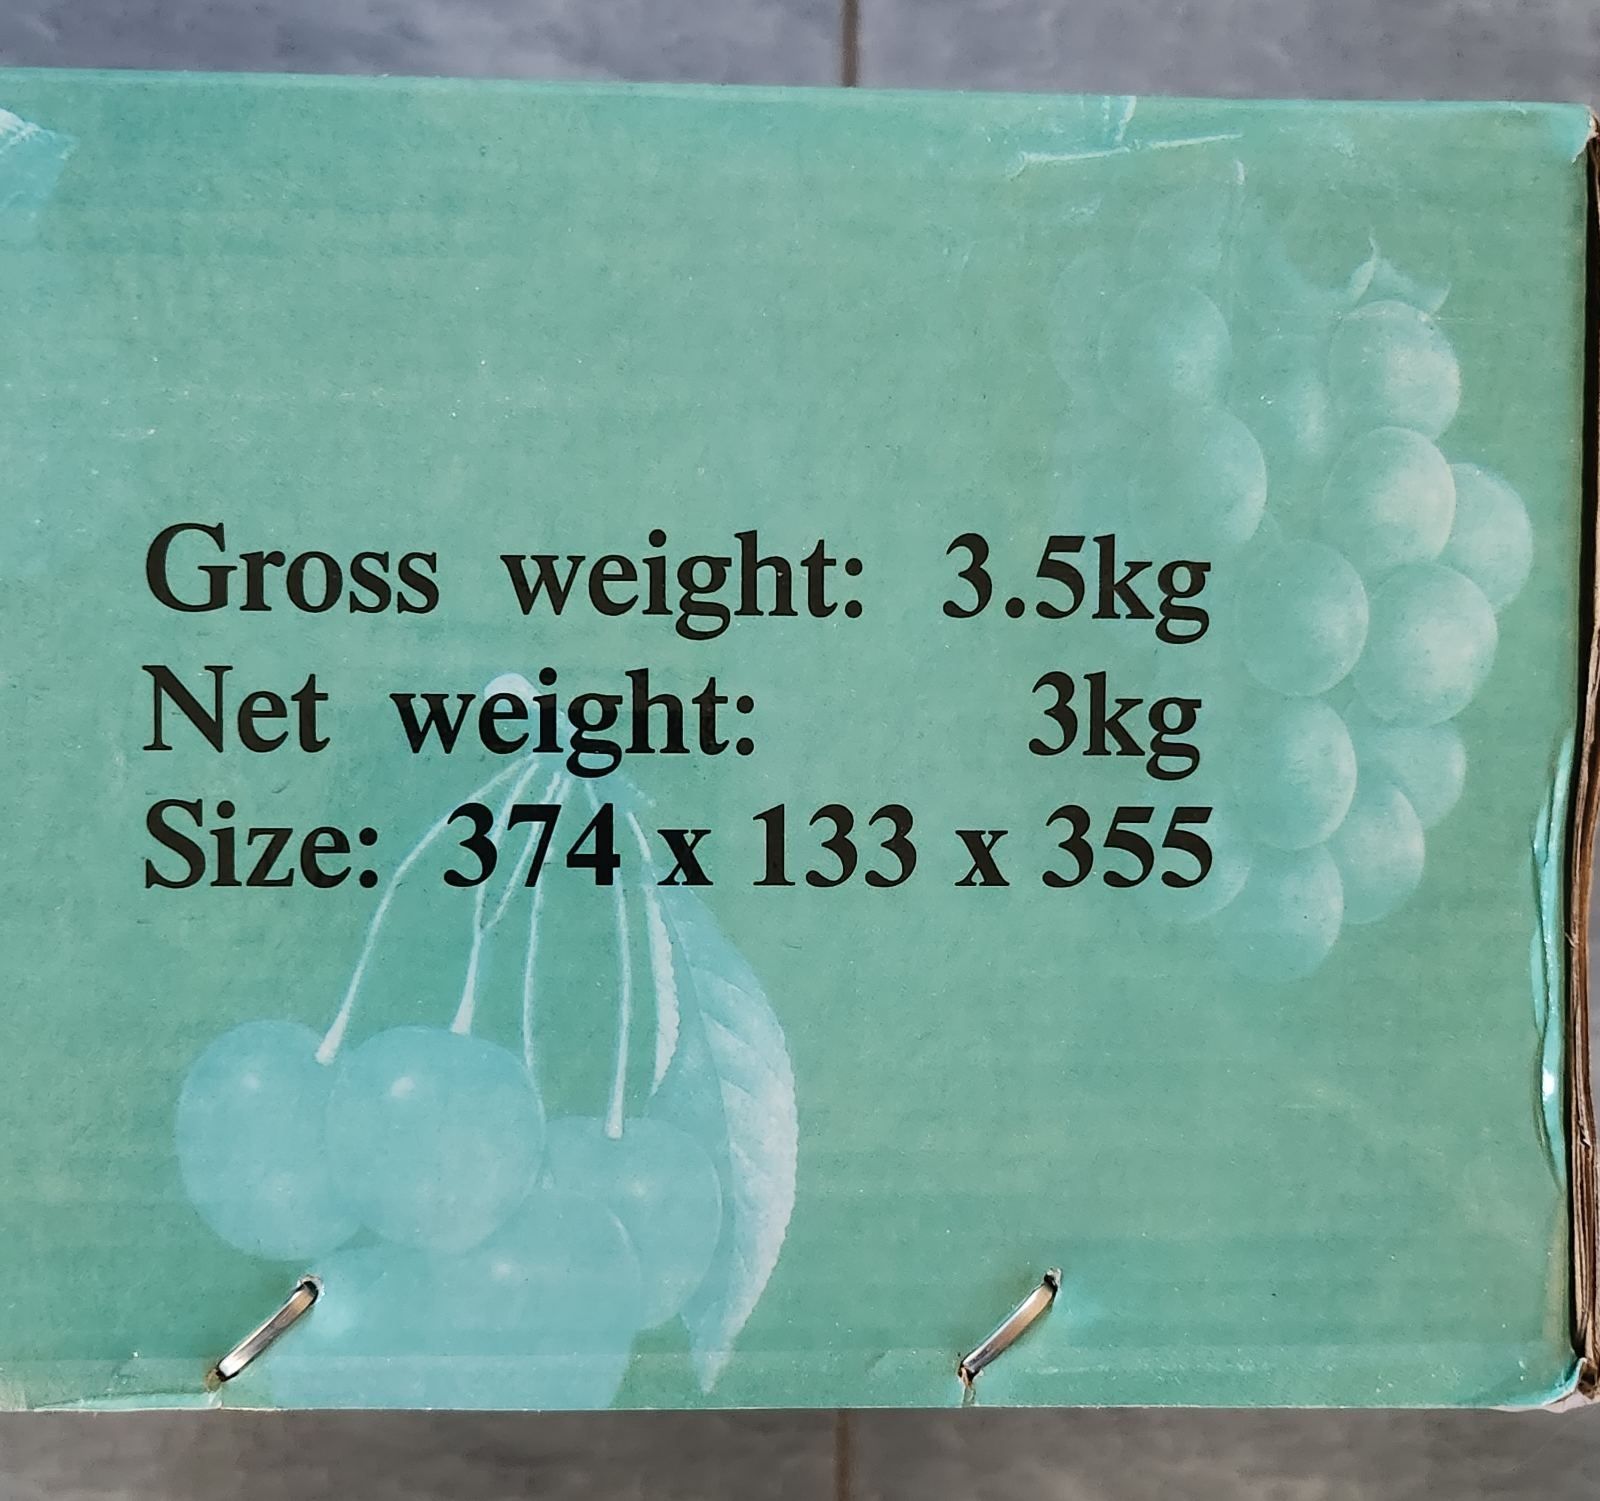 Gross weight: 3.5kg
Net weight: 3kg
Size: 374 x 133 x 355